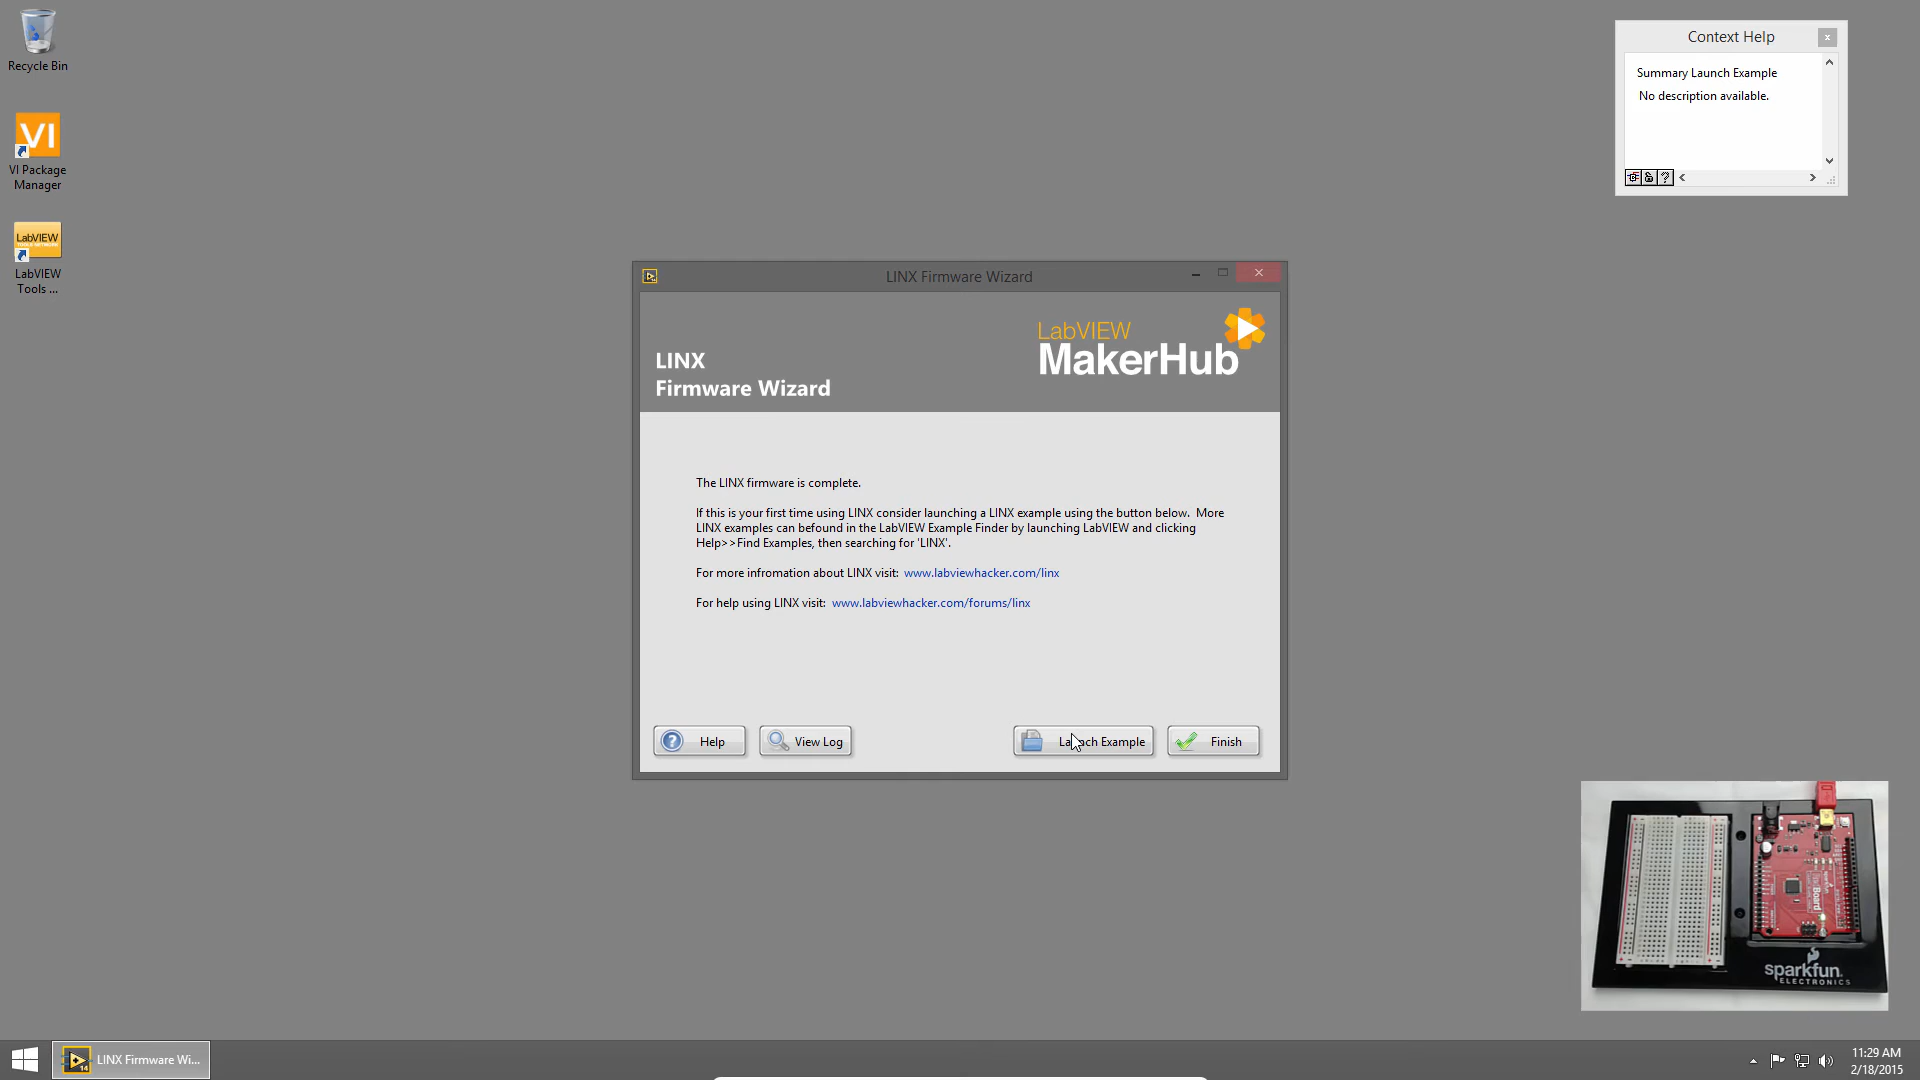 Recycle Bin
VI
VI Package
Manager
LabVIEW
TOOLS NETWORK
LabVIEW
Tools ...
Context Help
Summary Launch Example
No description available.
LINX Firmware Wizard
LabVIEW
MakerHub
LINX
Firmware Wizard
The LINX firmware is complete.
If this is your first time using LINX consider launching a LINX example using the button below.  More
LINX examples can befound in the LabVIEW Example Finder by launching LabVIEW and clicking
Help>>Find Examples, then searching for 'LINX'.
For more infromation about LINX visit:  www.labviewhacker.com/linx
For help using LINX visit:  www.labviewhacker.com/forums/linx
Help
View Log
Launch Example
Finish
sparkfun
ELECTRONICS
LINX Firmware Wi...
11:29 AM
2/18/2015